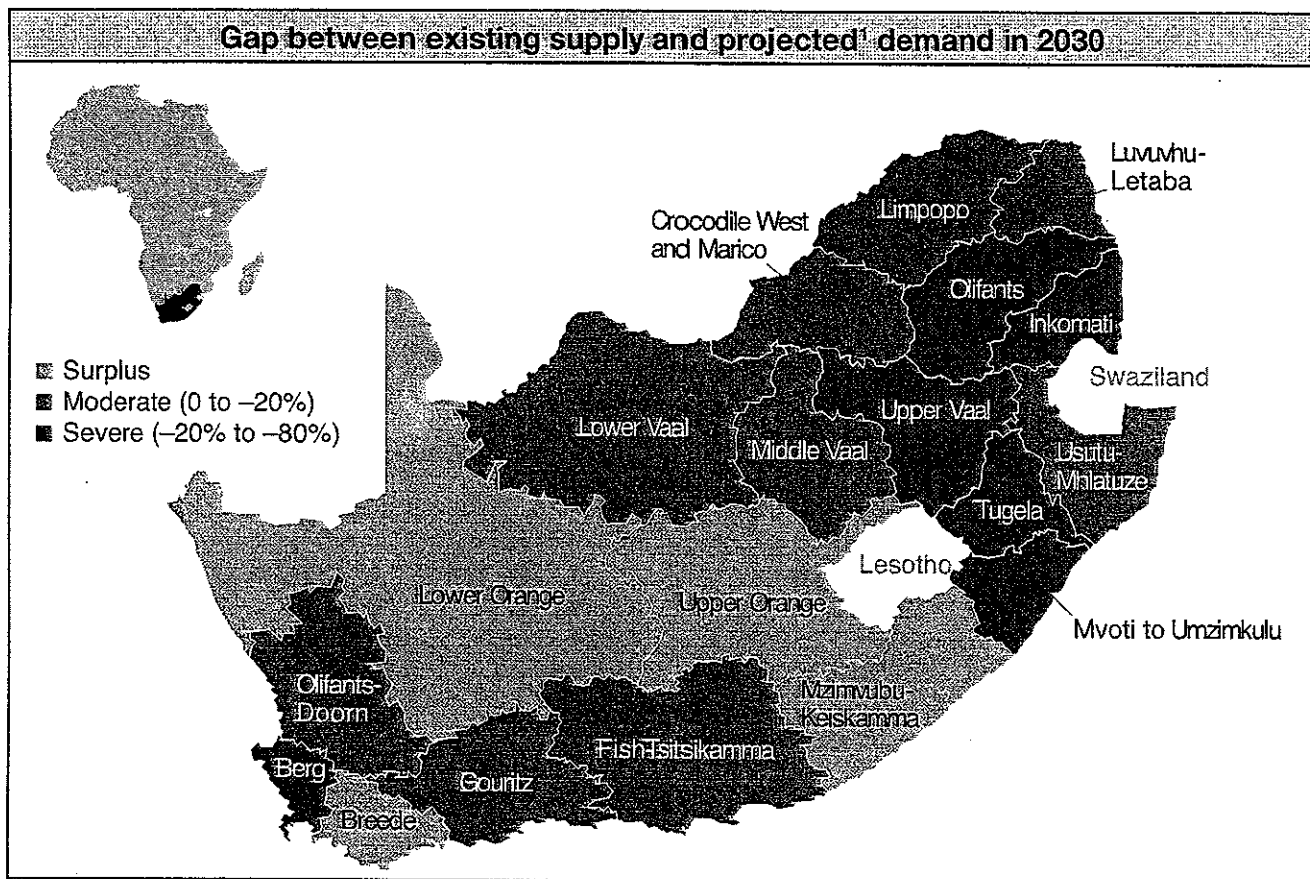 Gap between existing supply and projected¹ demand in 2030
Luvuvhu-
Letaba
Limpopo
Crocodile West
and Marico
Olifants
Inkomati
Swaziland
Surplus
Moderate (0 to –20%)
Severe (–20% to –80%)
Upper Vaal
Lower Vaal
Middle Vaal
Usutu-
Mhlatuze
Tugela
Lesotho
Lower Orange
Upper Orange
Mvoti to Umzimkulu
Olifants-
Doorn
Mzimvubu-
Keiskamma
Fish-Tsitsikamma
Berg
Gouritz
Breede